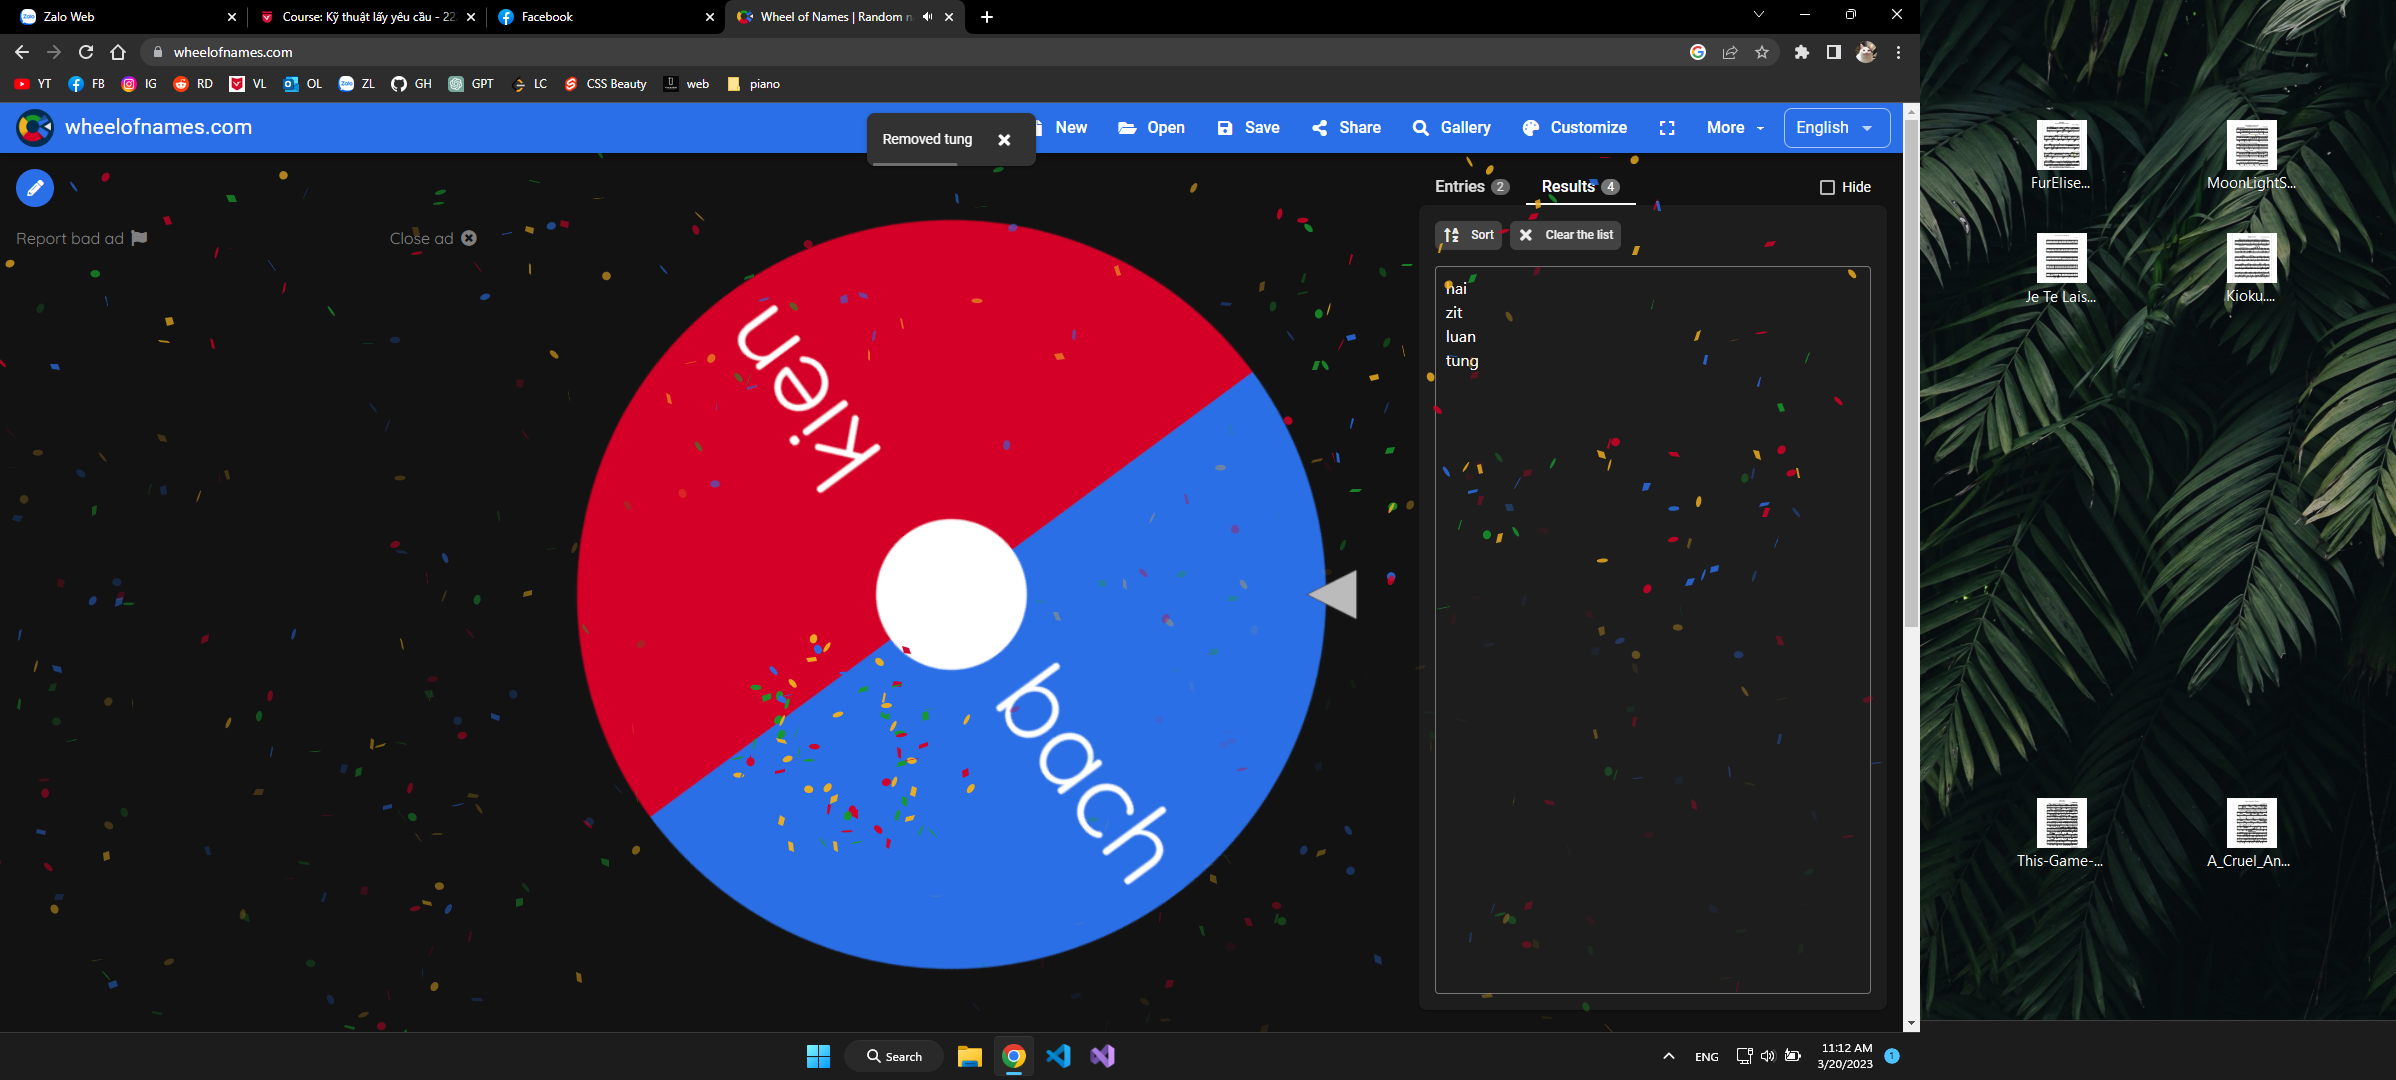 Zalo Web
Course: Kỹ thuật lấy yêu cầu - 22
Facebook
Wheel of Names | Random n
wheelofnames.com
YT
FB
IG
RD
VL
OL
ZL
GH
GPT
LC
CSS Beauty
web
piano
wheelofnames.com
Removed tung
New
Open
Save
Share
Gallery
Customize
More
English
Report bad ad
Close ad
Entries 2
Results 4
Hide
Sort
Clear the list
hai
zit
luan
tung
kien
bach
FurElise...
MoonLightS...
Je Te Lais...
Kioku....
This-Game-...
A_Cruel_An...
Search
ENG
11:12 AM
3/20/2023
1